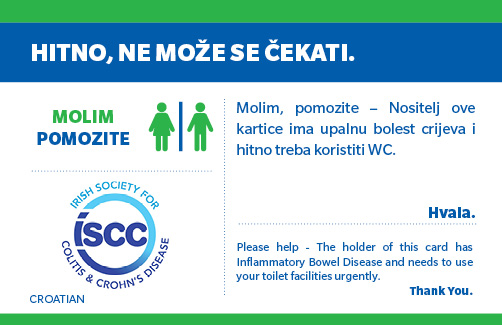 HITNO, NE MOŽE SE ČEKATI.
MOLIM
POMOZITE
Molim, pomozite – Nositelj ove
kartice ima upalnu bolest crijeva i
hitno treba koristiti WC.
Hvala.
IRISH SOCIETY FOR
iSCC
COLITIS & CROHN'S DISEASE
Please help - The holder of this card has
Inflammatory Bowel Disease and needs to use
your toilet facilities urgently.
Thank You.
CROATIAN